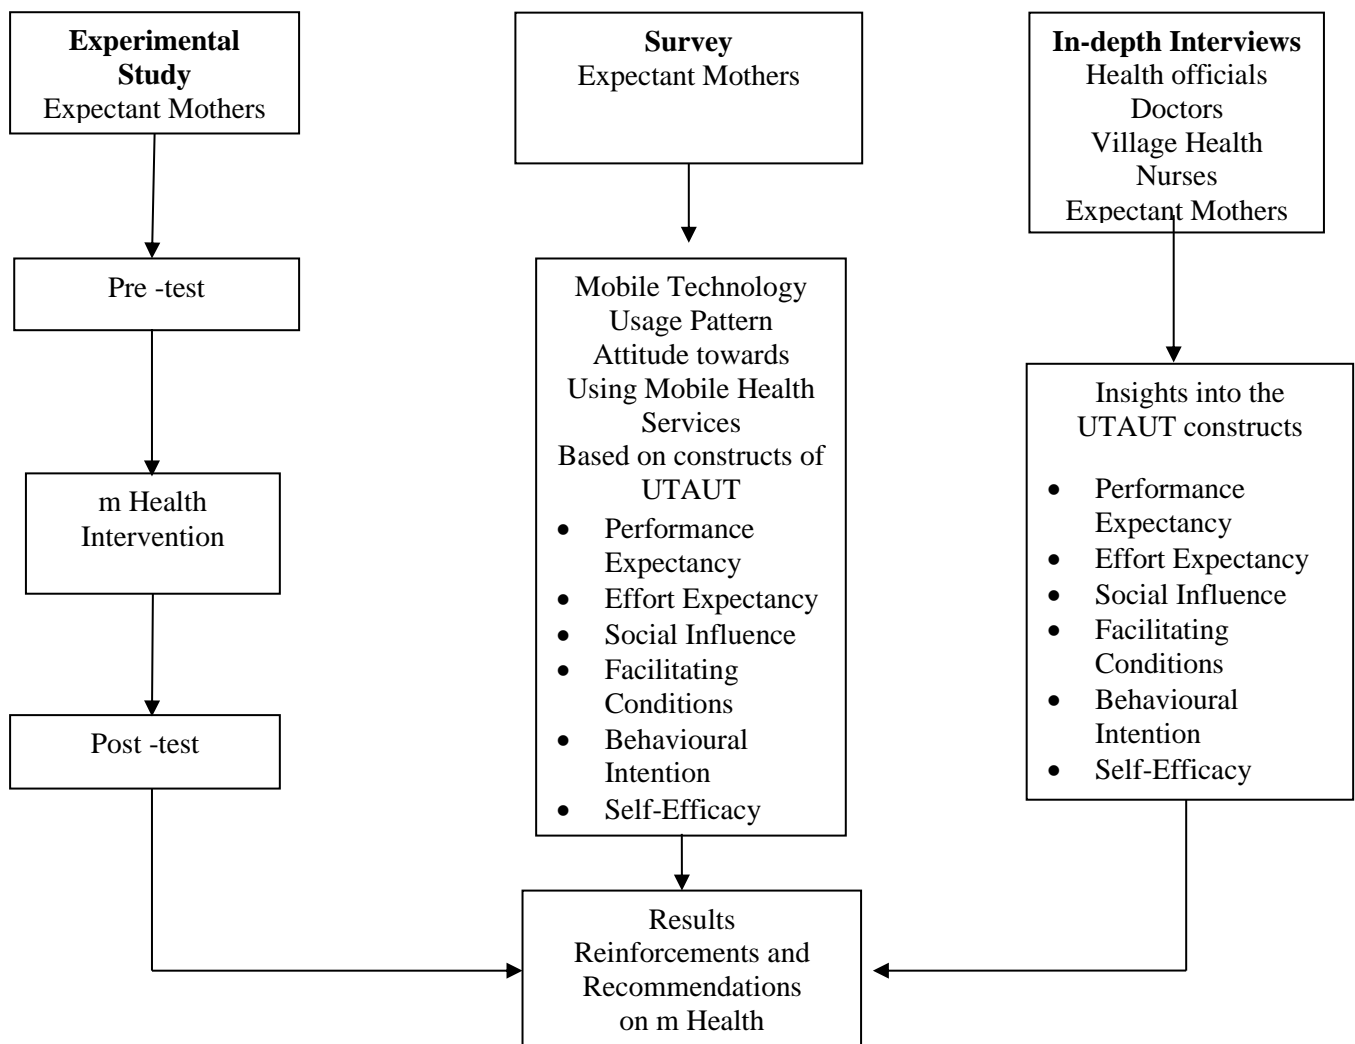 Experimental
Study
Expectant Mothers
Pre -test
m Health
Intervention
Post -test
Survey
Expectant Mothers
Mobile Technology
Usage Pattern
Attitude towards
Using Mobile Health
Services
Based on constructs of
UTAUT
• Performance
Expectancy
• Effort Expectancy
• Social Influence
• Facilitating
Conditions
• Behavioural
Intention
• Self-Efficacy
In-depth Interviews
Health officials
Doctors
Village Health
Nurses
Expectant Mothers
Insights into the
UTAUT constructs
• Performance
Expectancy
• Effort Expectancy
• Social Influence
• Facilitating
Conditions
• Behavioural
Intention
• Self-Efficacy
Results
Reinforcements and
Recommendations
on m Health